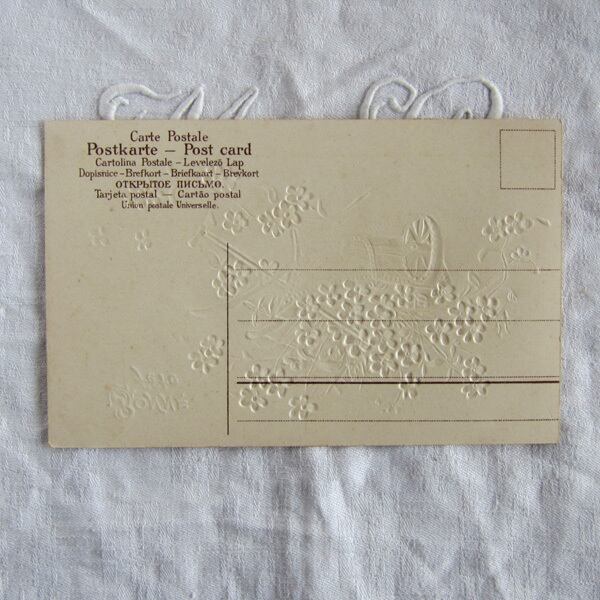 Carte Postale
Postkarte — Post card
Cartolina Postale – Levelező Lap
Dopisnice – Brefkort – Briefkaart – Brevkort
ОТКРЫТОЕ ПИСЬМО.
Tarjeta postal — Cartão postal
Union postale Universelle.